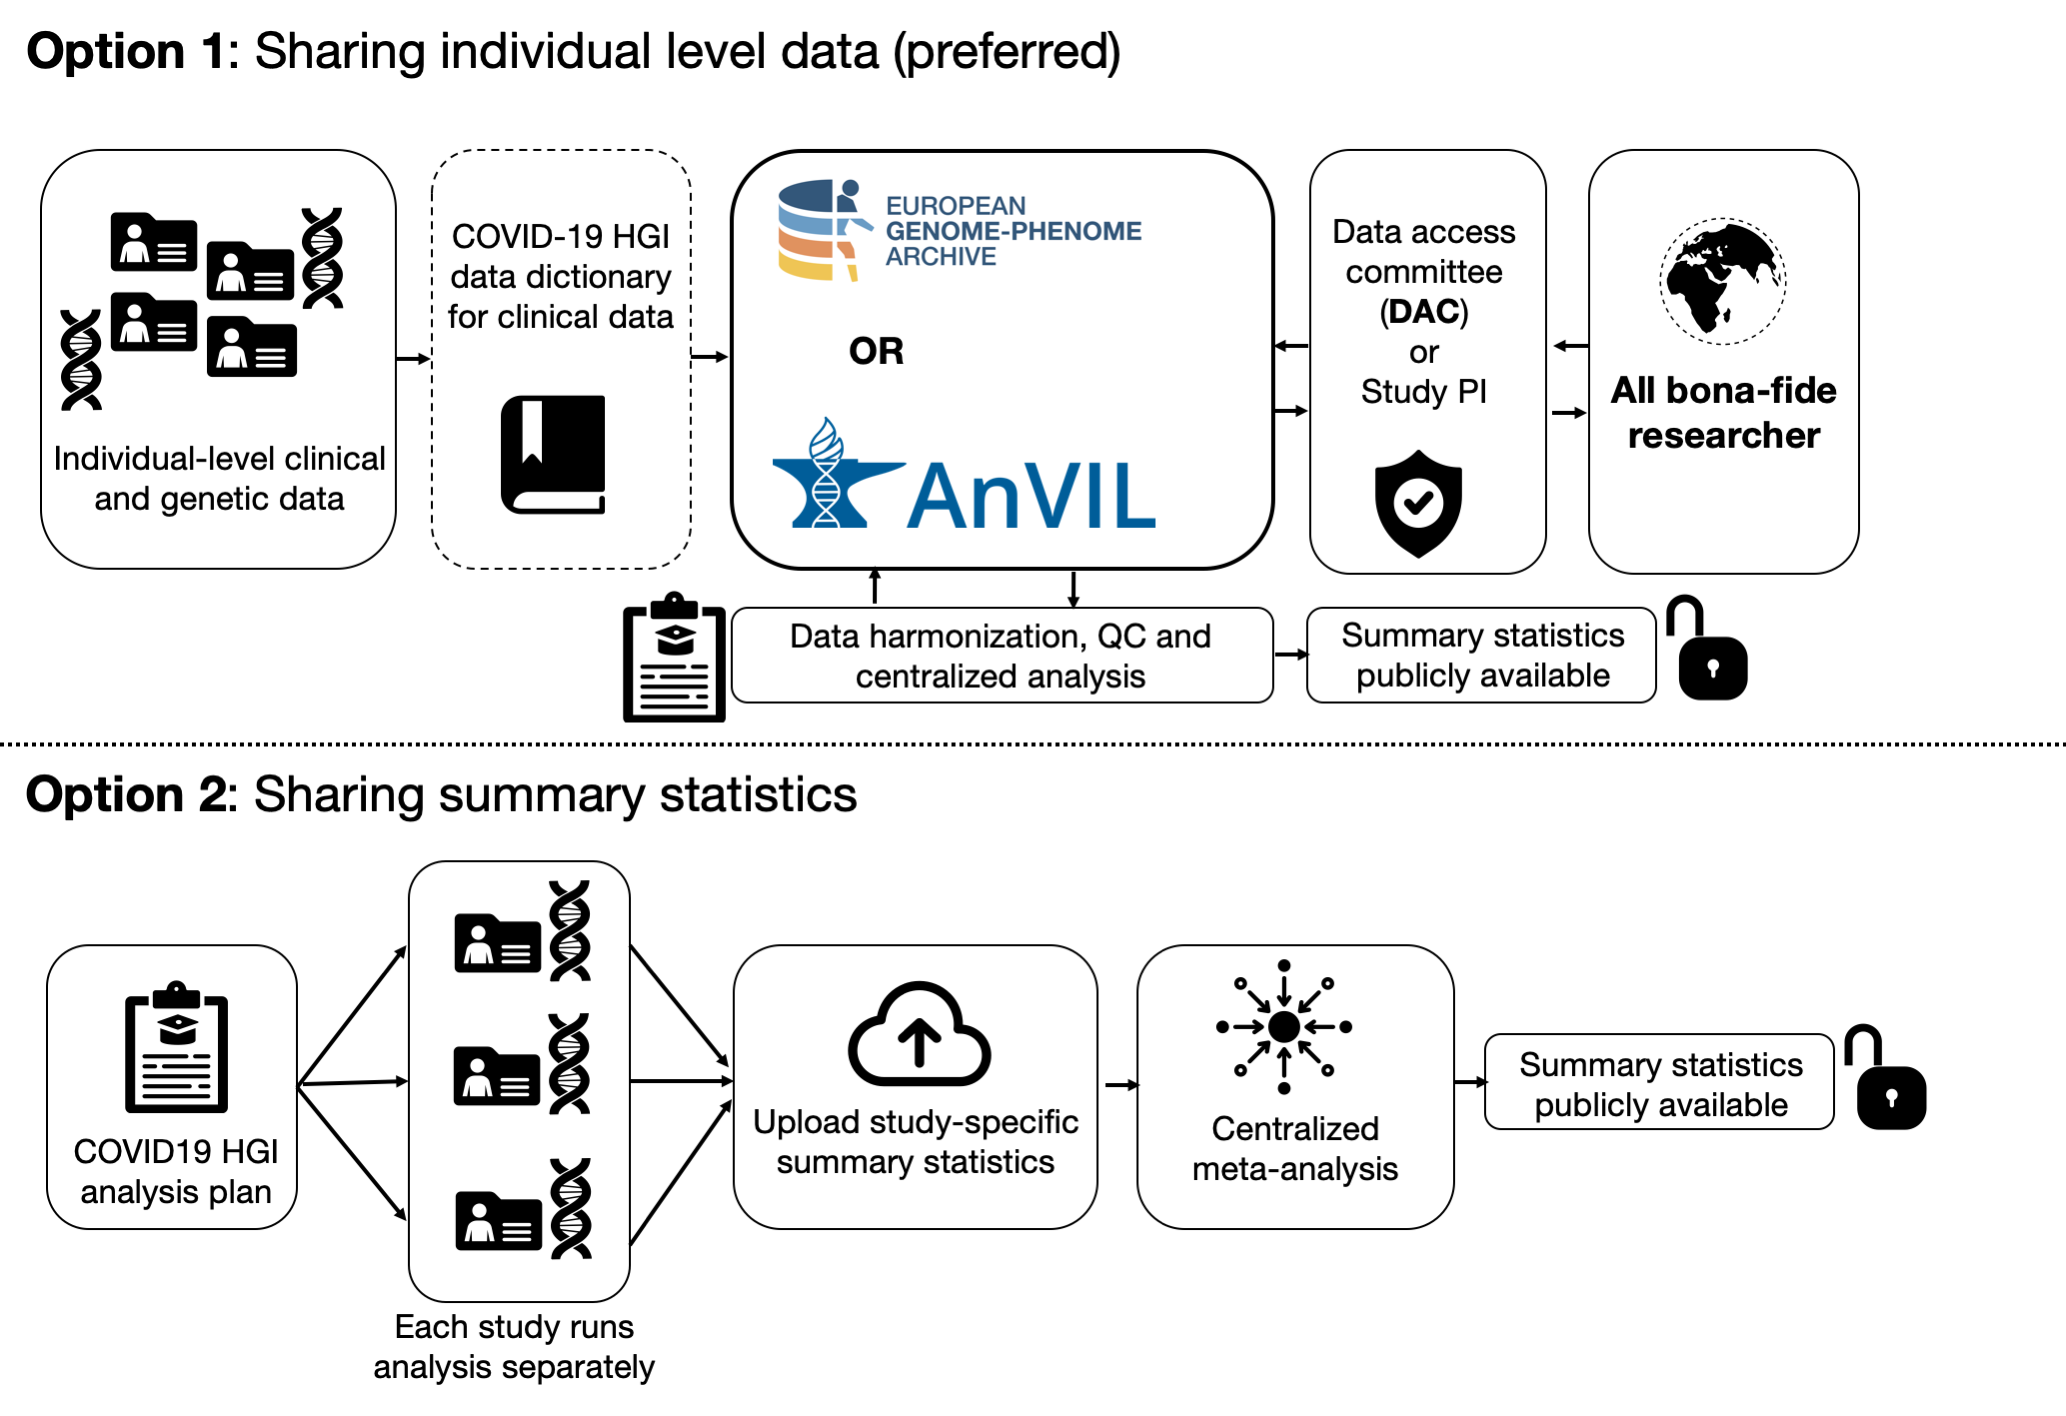 Option 1: Sharing individual level data (preferred)
Individual-level clinical
and genetic data
COVID-19 HGI
data dictionary
for clinical data
EUROPEAN
GENOME-PHENOME
ARCHIVE
OR
AnVIL
Data access
committee
(DAC)
or
Study PI
All bona-fide
researcher
Data harmonization, QC and
centralized analysis
Summary statistics
publicly available
Option 2: Sharing summary statistics
COVID19 HGI
analysis plan
Each study runs
analysis separately
Upload study-specific
summary statistics
Centralized
meta-analysis
Summary statistics
publicly available